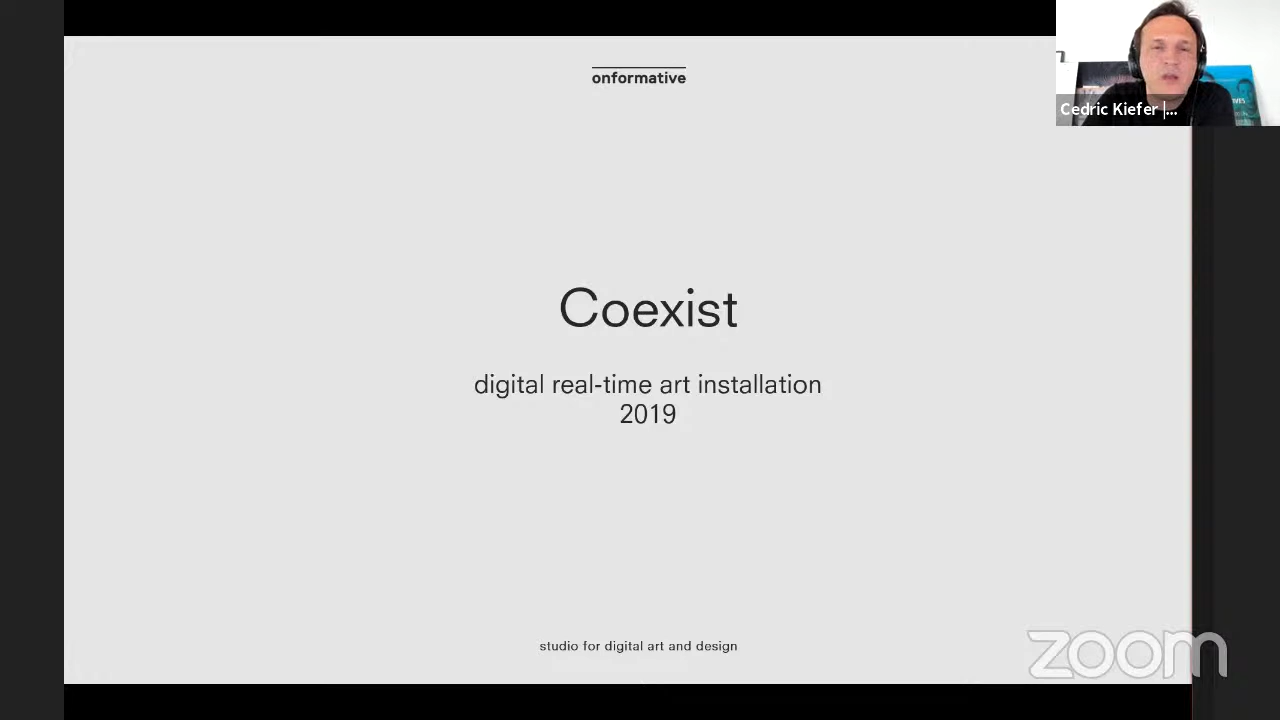 onformative
Cedric Kiefer |...
Coexist
digital real-time art installation
2019
studio for digital art and design
zoom